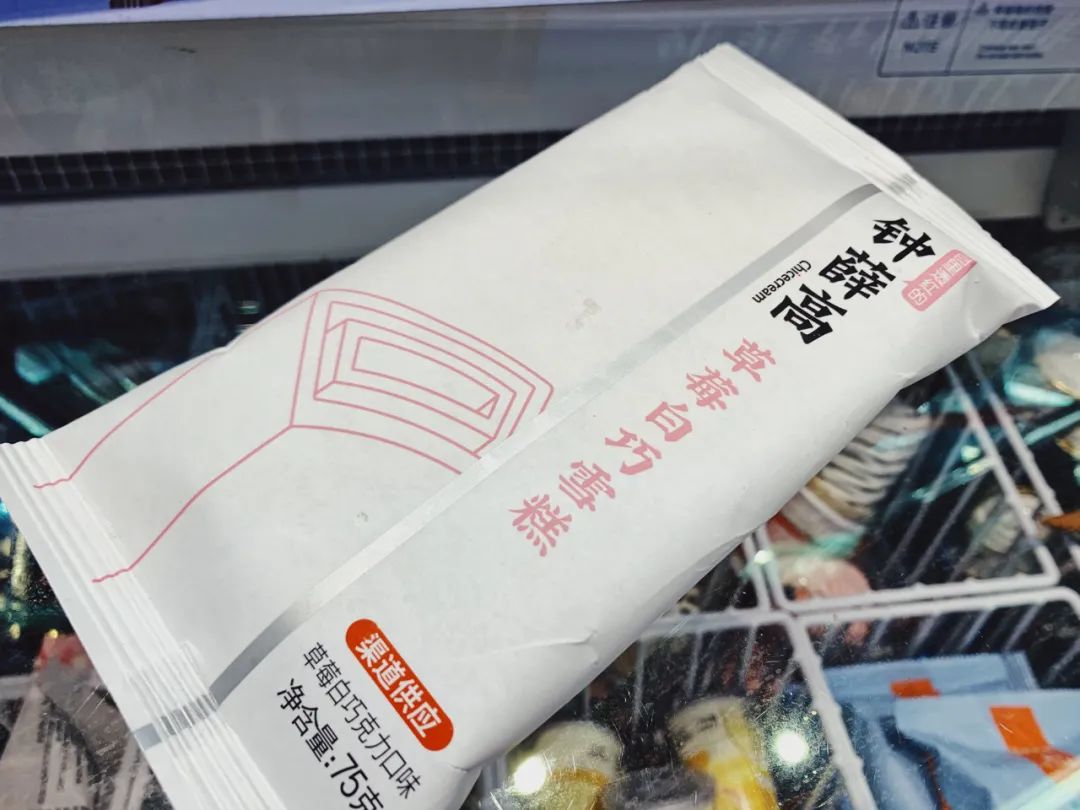 钟薛高
Chicecream
草莓白巧雪糕
渠道供应
草莓白巧克力口味
净含量:75克
NOTE